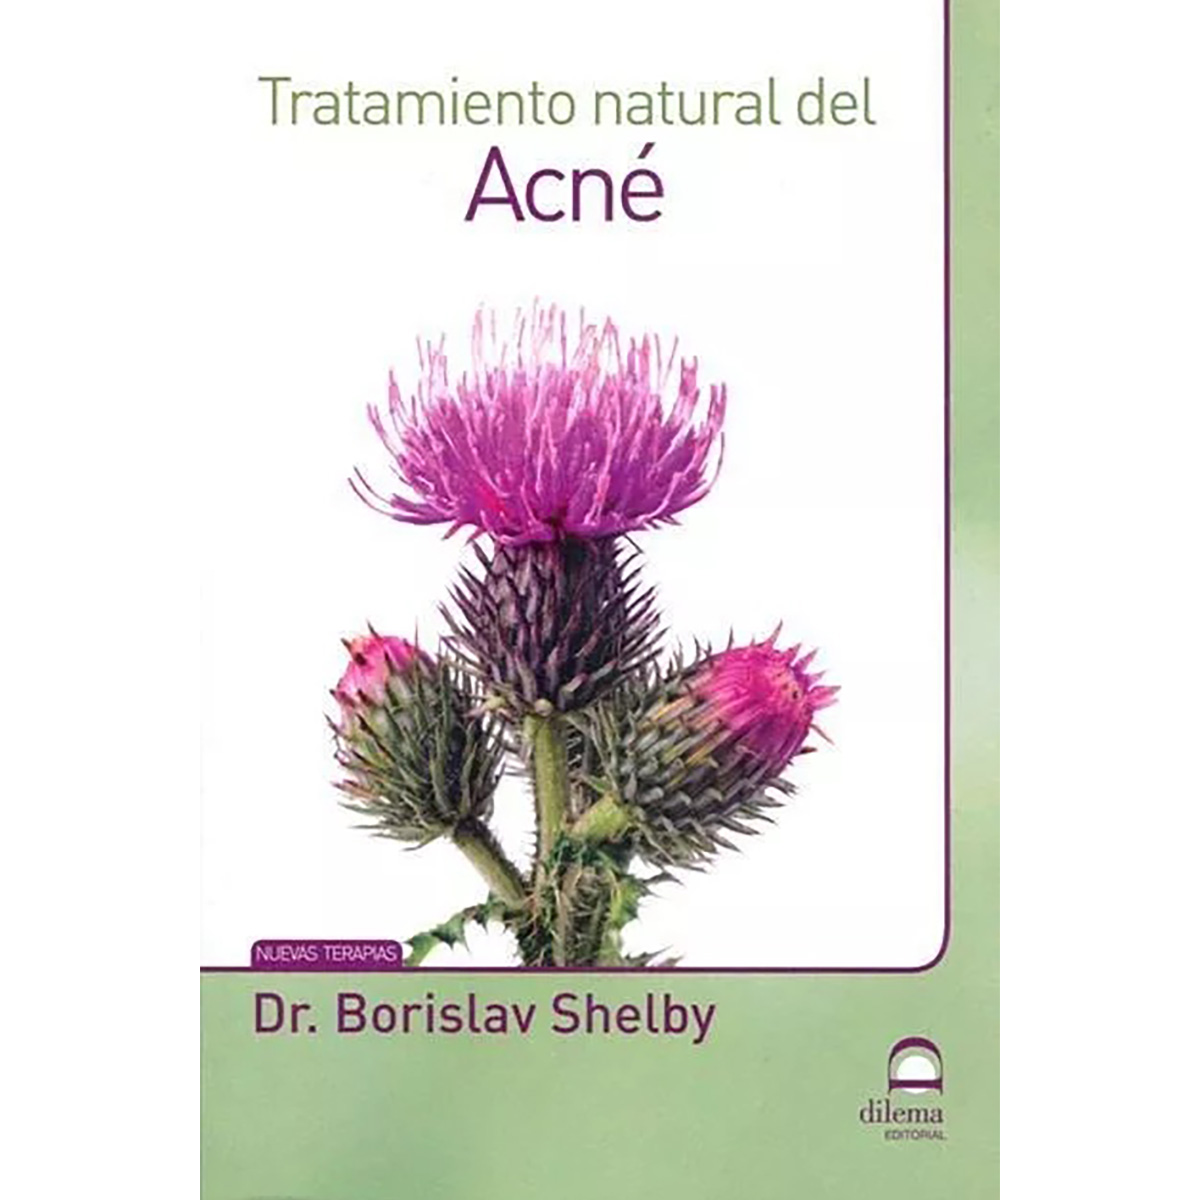 Tratamiento natural del
Acné
NUEVAS TERAPIAS
Dr. Borislav Shelby
dilema
EDITORIAL